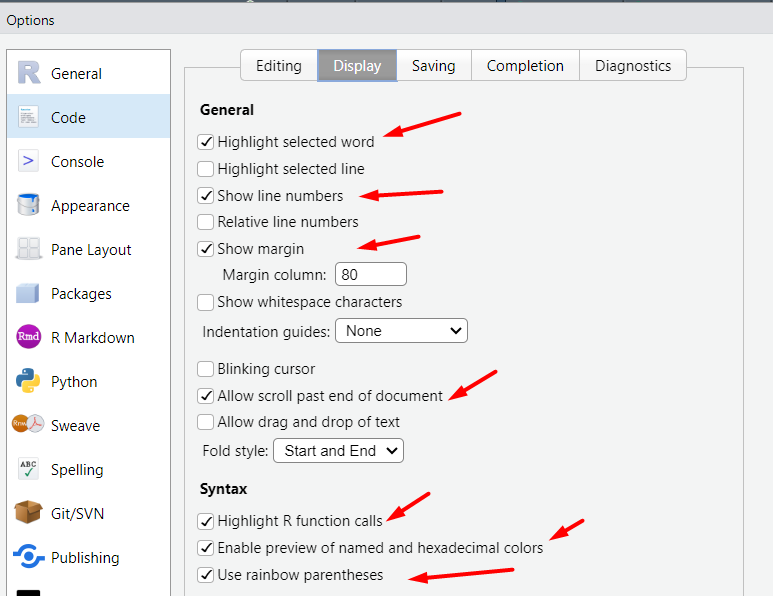 Options
General
Code
Console
Appearance
Pane Layout
Packages
Rmd R Markdown
Python
Rnw Sweave
ABC Spelling
Git/SVN
Publishing
Editing Display Saving Completion Diagnostics
General
Highlight selected word
Highlight selected line
Show line numbers
Relative line numbers
Show margin
Margin column: 80
Show whitespace characters
Indentation guides: None
Blinking cursor
Allow scroll past end of document
Allow drag and drop of text
Fold style: Start and End
Syntax
Highlight R function calls
Enable preview of named and hexadecimal colors
Use rainbow parentheses